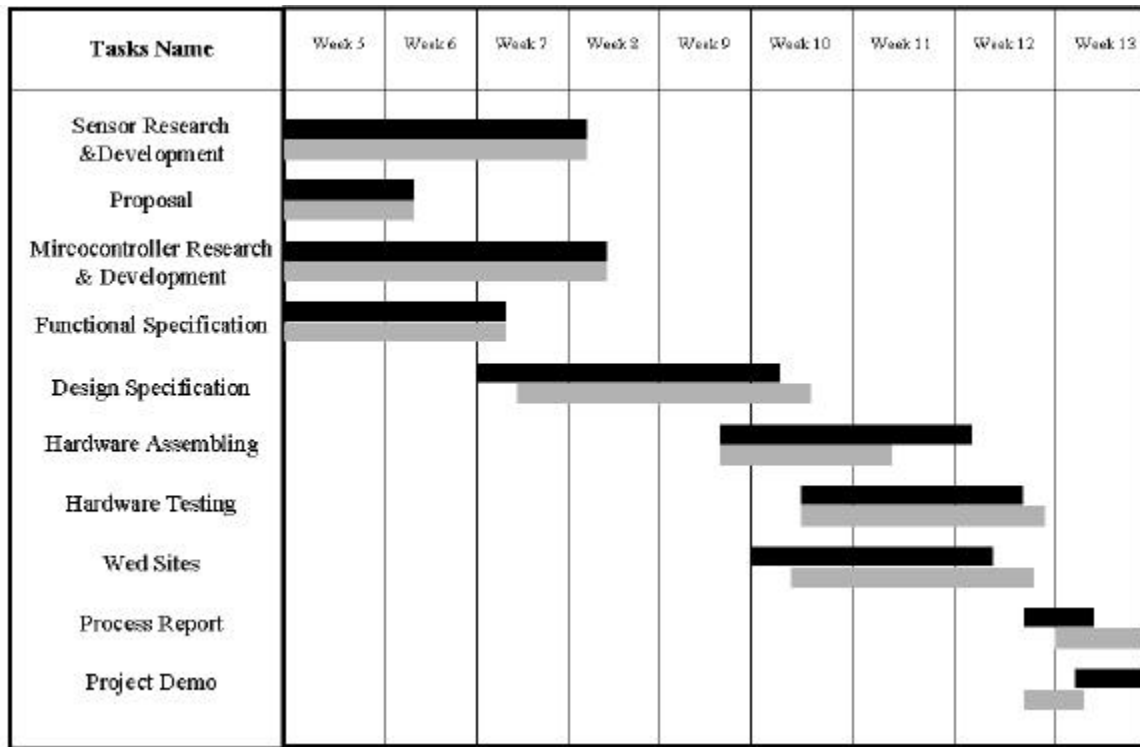 Tasks Name
Week 5
Week 6
Week 7
Week 8
Week 9
Week 10
Week 11
Week 12
Week 13
Sensor Research
&Development
Proposal
Mircocontroller Research
& Development
Functional Specification
Design Specification
Hardware Assembling
Hardware Testing
Wed Sites
Process Report
Project Demo